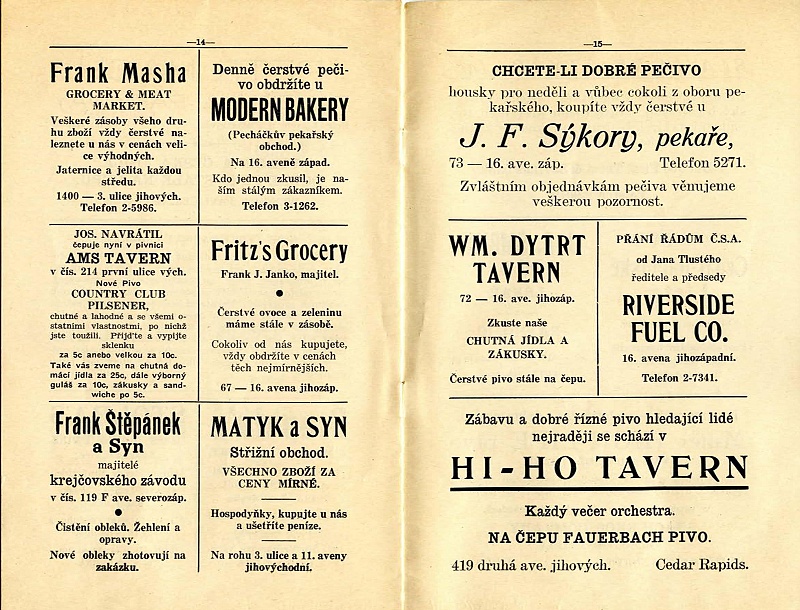 —14—
Frank Masha
GROCERY & MEAT
MARKET.
Veškeré zásoby všeho dru-
hu zboží vždy čerstvé na-
leznete u nás v cenách veli-
ce výhodných.
Jaternice a jelita každou
středu.
1400 — 3. ulice jihových.
Telefon 2-5986.
Denně čerstvé peči-
vo obdržíte u
MODERN BAKERY
(Pecháčkův pekařský
obchod.)
Na 16. aveně západ.
Kdo jednou zkusil, je na-
ším stálým zákazníkem.
Telefon 3-1262.
JOS. NAVRÁTIL
čepuje nyní v pivnici
AMS TAVERN
v čís. 214 první ulice vých.
Nové Pivo
COUNTRY CLUB
PILSENER,
chutné a lahodné a se všemi o-
statními vlastnostmi, po nichž
jste toužili. Přijďte a vypijte
sklenku
za 5c anebo velkou za 10c.
Také vás zveme na chutná do-
mácí jídla za 25c, dále výborný
guláš za 10c, zákusky a sand-
wiche po 5c.
Fritz's Grocery
Frank J. Janko, majitel.
Čerstvé ovoce a zeleninu
máme stále v zásobě.
Cokoliv od nás kupujete,
vždy obdržíte v cenách
těch nejmírnějších.
67 — 16. avena jihozáp.
Frank Štěpánek
a Syn
majitelé
krejčovského závodu
v čís. 119 F ave. severozáp.
Čistění obleků. Žehlení a
opravy.
Nové obleky zhotovují na
zakázku.
MATYK a SYN
Střižní obchod.
VŠECHNO ZBOŽÍ ZA
CENY MÍRNÉ.
Hospodyňky, kupujte u nás
a ušetříte peníze.
Na rohu 3. ulice a 11. aveny
jihovýchodní.
—15—
CHCETE-LI DOBRÉ PEČIVO
housky pro neděli a vůbec cokoli z oboru pe-
kařského, koupíte vždy čerstvé u
J. F. Sýkory, pekaře,
73 — 16. ave. záp. Telefon 5271.
Zvláštním objednávkám pečiva věnujeme
veškerou pozornost.
WM. DYTRT
TAVERN
72 — 16. ave. jihozáp.
Zkuste naše
CHUTNÁ JÍDLA A
ZÁKUSKY.
Čerstvé pivo stále na čepu.
PŘÁNÍ ŘÁDŮM Č.S.A.
od Jana Tlustého
ředitele a předsedy
RIVERSIDE
FUEL CO.
16. avena jihozápadní.
Telefon 2-7341.
Zábavu a dobré řízné pivo hledající lidé
nejraději se schází v
HI-HO TAVERN
Každý večer orchestra.
NA ČEPU FAUERBACH PIVO.
419 druhá ave. jihových. Cedar Rapids.